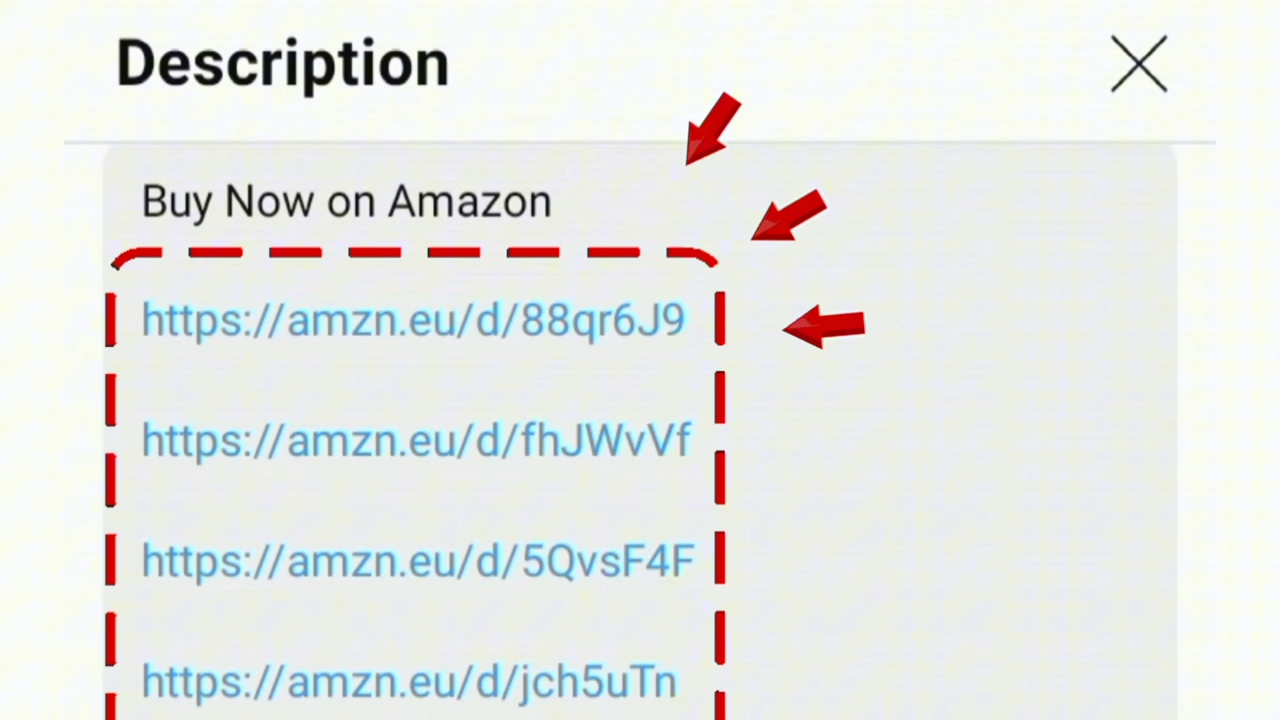 Description
Buy Now on Amazon
https://amzn.eu/d/88qr6J9
https://amzn.eu/d/fhJWvVf
https://amzn.eu/d/5QvsF4F
https://amzn.eu/d/jch5uTn